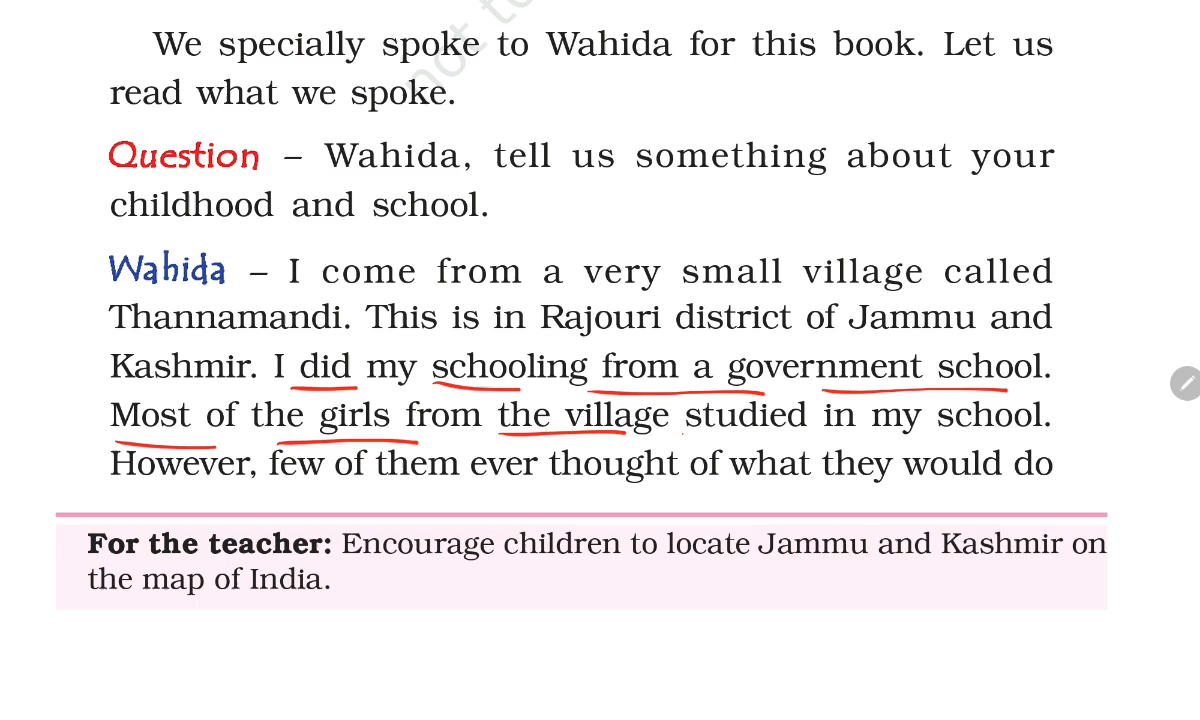 not to
We specially spoke to Wahida for this book. Let us
read what we spoke.
Question – Wahida, tell us something about your
childhood and school.
Wahida – I come from a very small village called
Thannamandi. This is in Rajouri district of Jammu and
Kashmir. I did my schooling from a government school.
Most of the girls from the village studied in my school.
However, few of them ever thought of what they would do
For the teacher: Encourage children to locate Jammu and Kashmir on
the map of India.